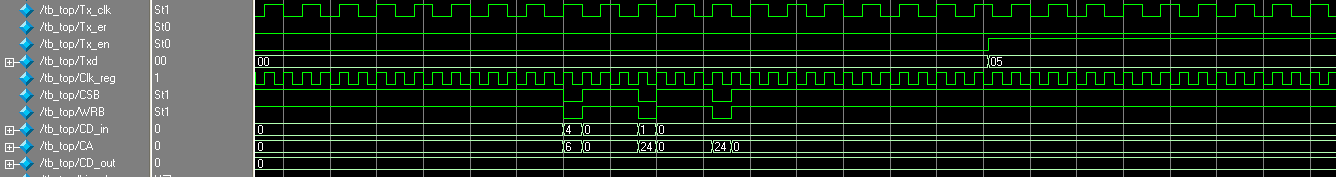 /tb_top/Tx_clk St1
/tb_top/Tx_er St0
/tb_top/Tx_en St0
/tb_top/Txd 00 00 05
/tb_top/Clk_reg 1
/tb_top/CSB St1
/tb_top/WRB St1
/tb_top/CD_in 0 0 4 0 1 0
/tb_top/CA 0 0 6 0 24 0 24 0
/tb_top/CD_out 0 0